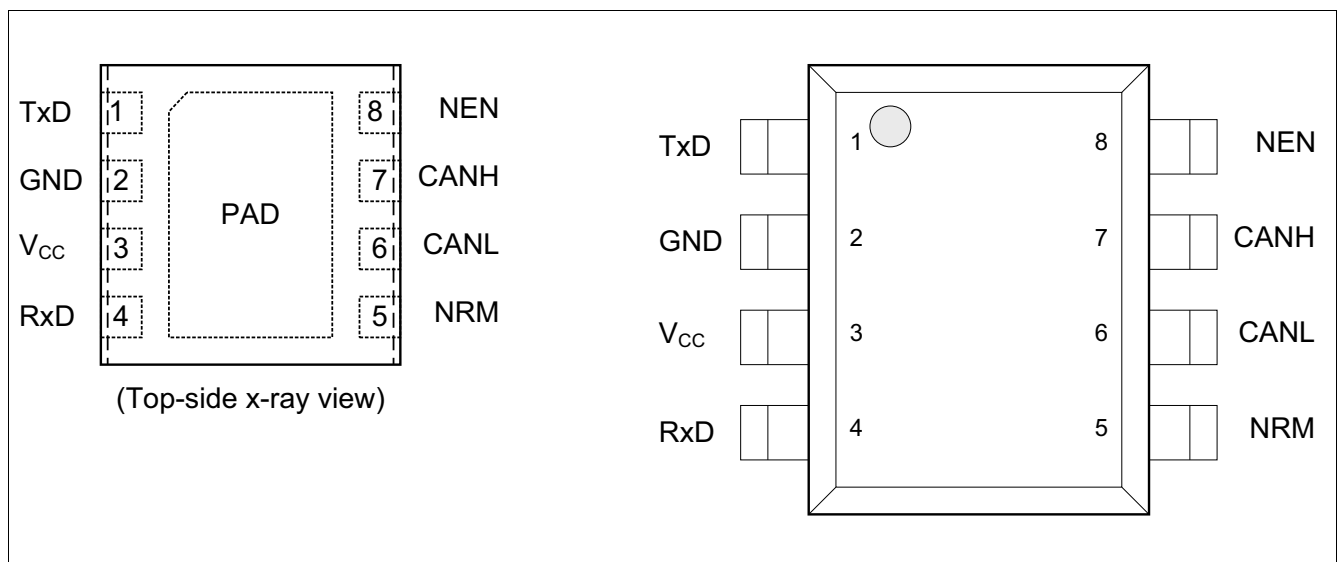 TxD 1 8 NEN
GND 2 7 CANH
PAD
VCC 3 6 CANL
RxD 4 5 NRM
(Top-side x-ray view)
TxD 1 8 NEN
GND 2 7 CANH
VCC 3 6 CANL
RxD 4 5 NRM